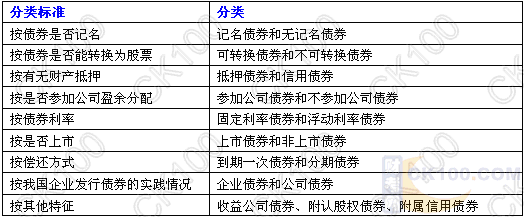 分类标准 分类
按债券是否记名 记名债券和无记名债券
按债券是否能转换为股票 可转换债券和不可转换债券
按有无财产抵押 抵押债券和信用债券
按是否参加公司盈余分配 参加公司债券和不参加公司债券
按债券利率 固定利率债券和浮动利率债券
按是否上市 上市债券和非上市债券
按偿还方式 到期一次债券和分期债券
按我国企业发行债券的实践情况 企业债券和公司债券
按其他特征 收益公司债券、附认股权债券、附属信用债券
CK100
CK100.COM